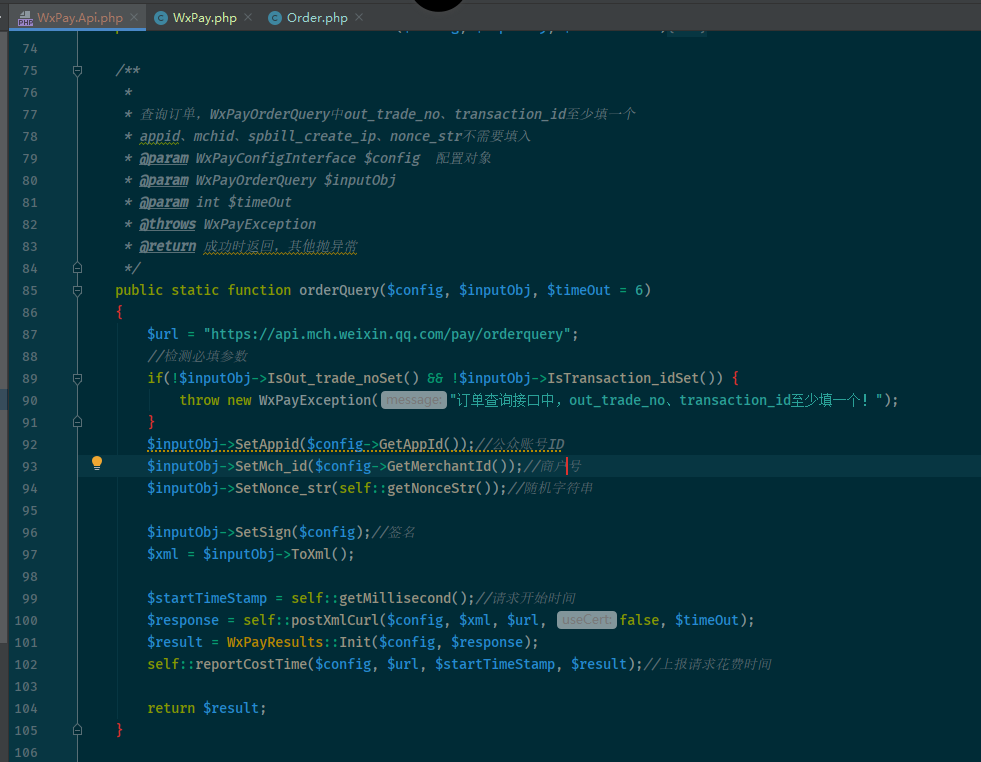 WxPay.Api.php WxPay.php Order.php
74
75 /**
76 *
77 * 查询订单，WxPayOrderQuery中out_trade_no、transaction_id至少填一个
78 * appid、mchid、spbill_create_ip、nonce_str不需要填入
79 * @param WxPayConfigInterface $config 配置对象
80 * @param WxPayOrderQuery $inputObj
81 * @param int $timeOut
82 * @throws WxPayException
83 * @return 成功时返回，其他抛异常
84 */
85 public static function orderQuery($config, $inputObj, $timeOut = 6)
86 {
87 $url = "https://api.mch.weixin.qq.com/pay/orderquery";
88 //检测必填参数
89 if(!$inputObj->IsOut_trade_noSet() && !$inputObj->IsTransaction_idSet()) {
90 throw new WxPayException( message: "订单查询接口中，out_trade_no、transaction_id至少填一个！");
91 }
92 $inputObj->SetAppid($config->GetAppId());//公众账号ID
93 $inputObj->SetMch_id($config->GetMerchantId());//商户号
94 $inputObj->SetNonce_str(self::getNonceStr());//随机字符串
95
96 $inputObj->SetSign($config);//签名
97 $xml = $inputObj->ToXml();
98
99 $startTimeStamp = self::getMillisecond();//请求开始时间
100 $response = self::postXmlCurl($config, $xml, $url, useCert: false, $timeOut);
101 $result = WxPayResults::Init($config, $response);
102 self::reportCostTime($config, $url, $startTimeStamp, $result);//上报请求花费时间
103
104 return $result;
105 }
106